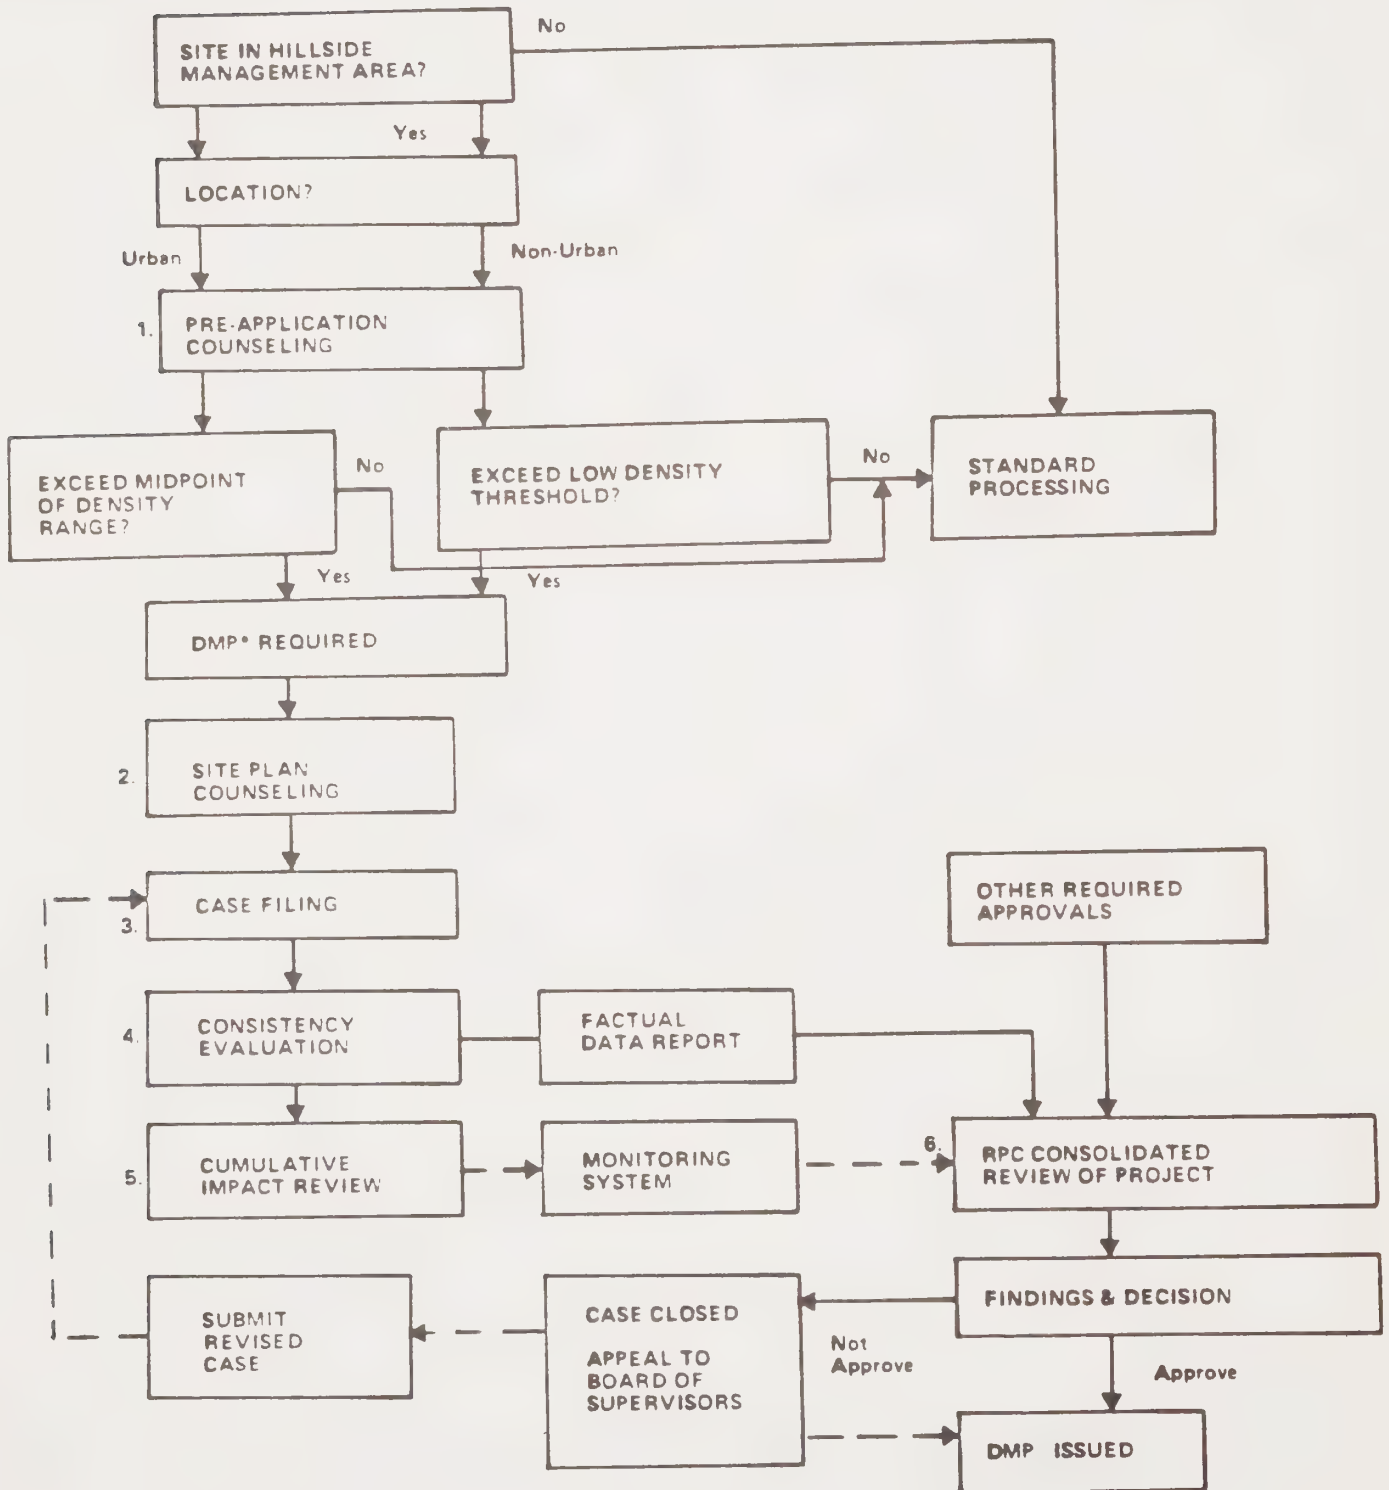 No
SITE IN HILLSIDE
MANAGEMENT AREA?
Yes
LOCATION?
Urban
Non-Urban
1.
PRE-APPLICATION
COUNSELING
EXCEED MIDPOINT
OF DENSITY
RANGE?
No
EXCEED LOW DENSITY
THRESHOLD?
No
STANDARD
PROCESSING
Yes
Yes
DMP* REQUIRED
2.
SITE PLAN
COUNSELING
3.
CASE FILING
OTHER REQUIRED
APPROVALS
4.
CONSISTENCY
EVALUATION
FACTUAL
DATA REPORT
5.
CUMULATIVE
IMPACT REVIEW
MONITORING
SYSTEM
6.
RPC CONSOLIDATED
REVIEW OF PROJECT
SUBMIT
REVISED
CASE
CASE CLOSED
APPEAL TO
BOARD OF
SUPERVISORS
Not
Approve
FINDINGS & DECISION
Approve
DMP ISSUED